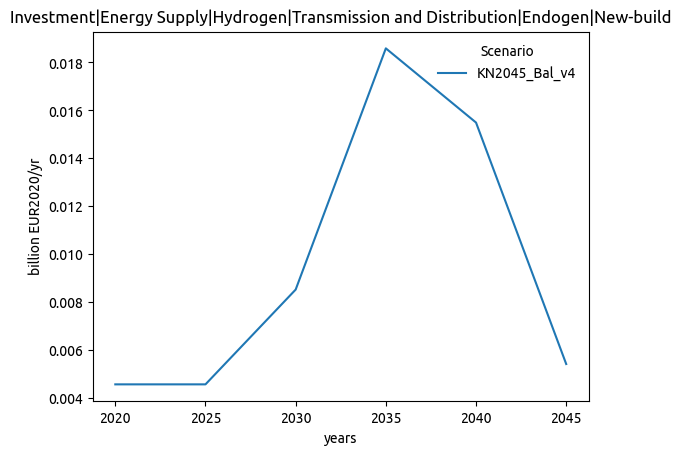 Investment|Energy Supply|Hydrogen|Transmission and Distribution|Endogen|New-build
Scenario
KN2045_Bal_v4
billion EUR2020/yr
0.018
0.016
0.014
0.012
0.010
0.008
0.006
0.004
2020 2025 2030 2035 2040 2045
years